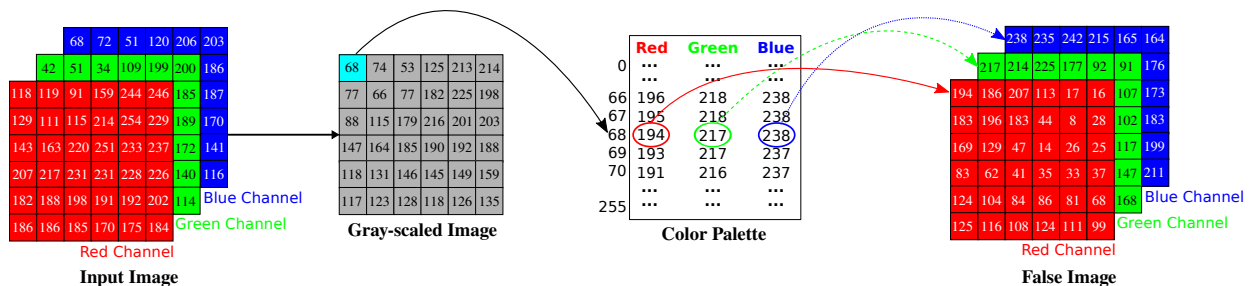 68 72 51 120 206 203
42 51 34 109 199 200 186
118 119 91 159 244 246 185 187
129 111 115 214 254 229 189 170
143 163 220 251 233 237 172 141
207 217 231 231 228 226 140 116
182 188 198 191 192 202 114 Blue Channel
186 186 185 170 175 184 Green Channel
Red Channel
Input Image
68 74 53 125 213 214
77 66 77 182 225 198
88 115 179 216 201 203
147 164 185 190 192 188
118 131 146 145 149 159
117 123 128 118 126 135
Gray-scaled Image
Red Green Blue
... ... ...
0 ... ... ...
66 196 218 238
67 195 218 238
68 194 217 238
69 193 217 237
70 191 216 237
... ... ...
255 ... ... ...
Color Palette
238 235 242 215 165 164
217 214 225 177 92 91 176
194 186 207 113 17 16 107 173
183 196 183 44 8 28 102 183
169 129 47 14 26 25 117 199
83 62 41 35 33 37 147 211
124 104 84 86 81 68 168 Blue Channel
125 116 108 124 111 99 Green Channel
Red Channel
False Image